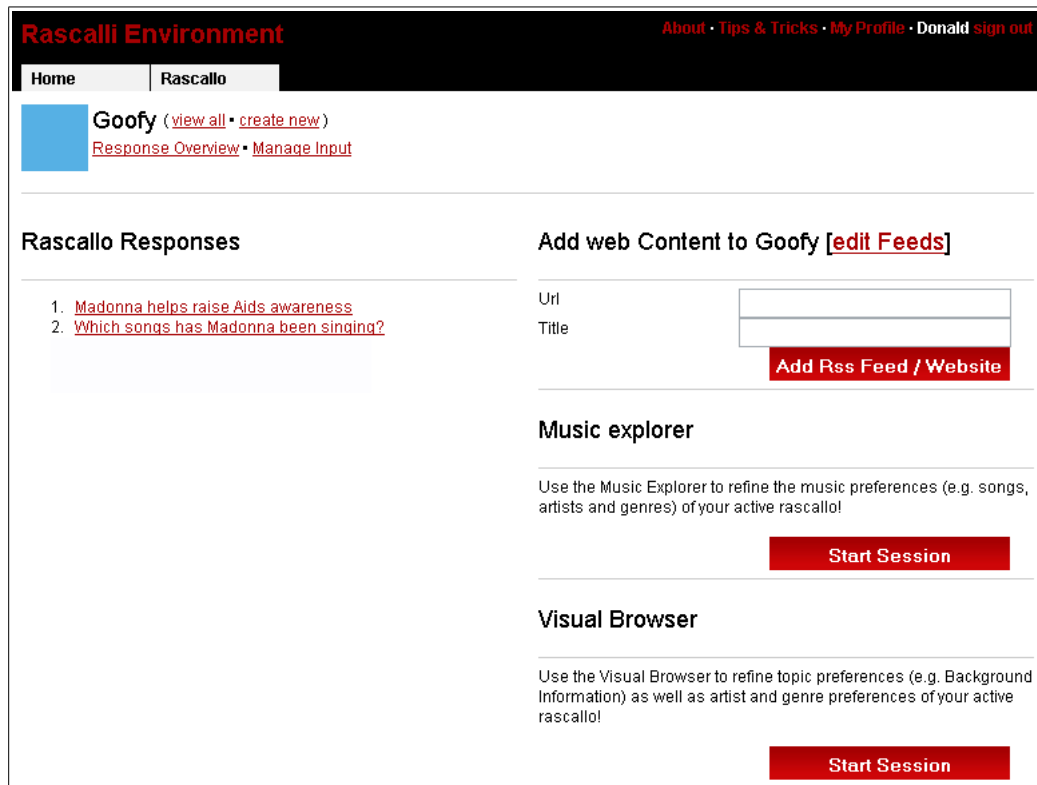 Rascalli Environment
About · Tips & Tricks · My Profile · Donald sign out
Home
Rascallo
Goofy (view all · create new)
Response Overview · Manage Input
Rascallo Responses
1. Madonna helps raise Aids awareness
2. Which songs has Madonna been singing?
Add web Content to Goofy [edit Feeds]
Url
Title
Add Rss Feed / Website
Music explorer
Use the Music Explorer to refine the music preferences (e.g. songs,
artists and genres) of your active rascallo!
Start Session
Visual Browser
Use the Visual Browser to refine topic preferences (e.g. Background
Information) as well as artist and genre preferences of your active
rascallo!
Start Session